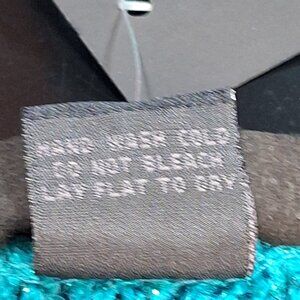 HAND WASH COLD
DO NOT BLEACH
LAY FLAT TO DRY